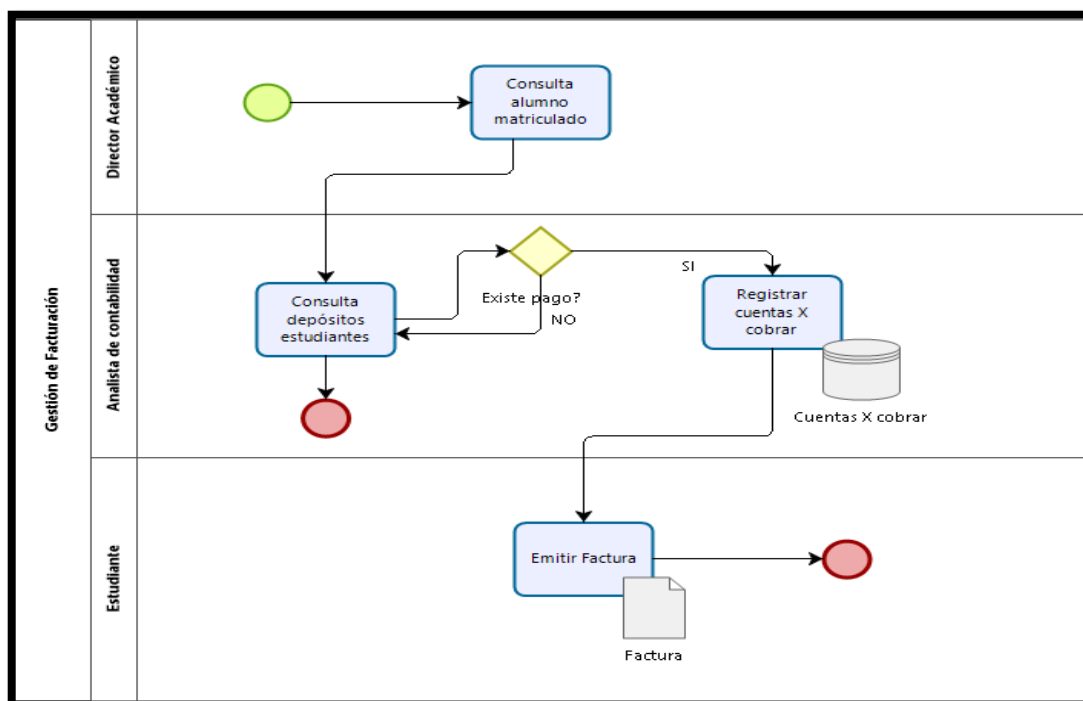 Gestión de Facturación
Director Académico
Consulta
alumno
matriculado
Analista de contabilidad
Consulta
depósitos
estudiantes
Existe pago?
NO
SI
Registrar
cuentas X
cobrar
Cuentas X cobrar
Estudiante
Emitir Factura
Factura